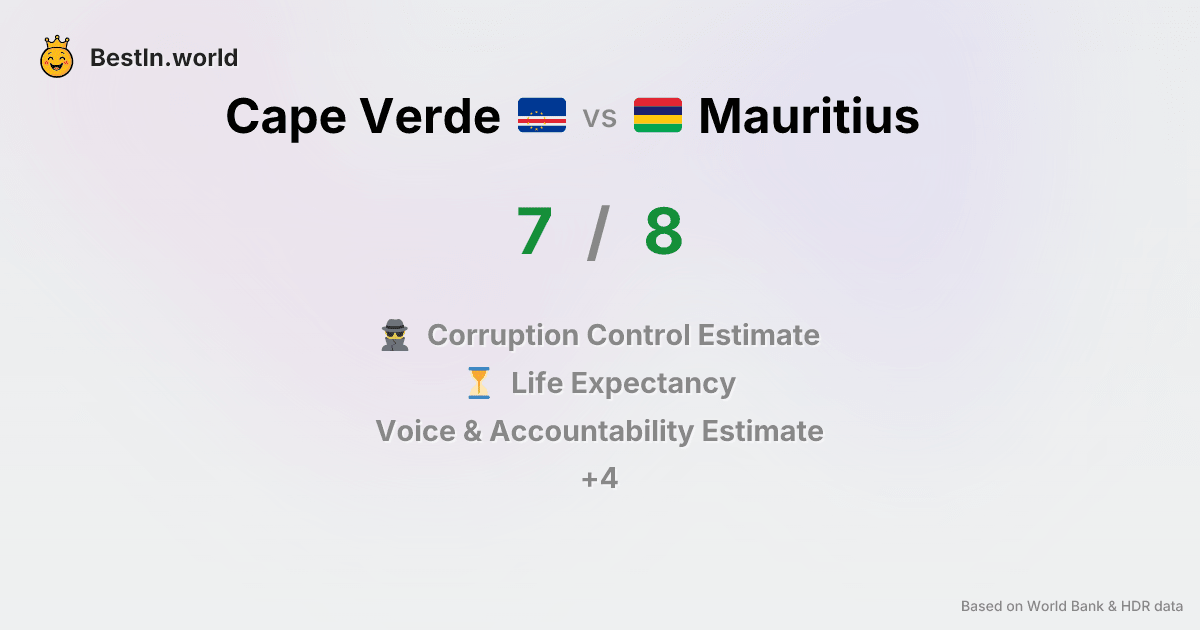 BestIn.world
Cape Verde vs Mauritius
7 / 8
Corruption Control Estimate
Life Expectancy
Voice & Accountability Estimate
+4
Based on World Bank & HDR data